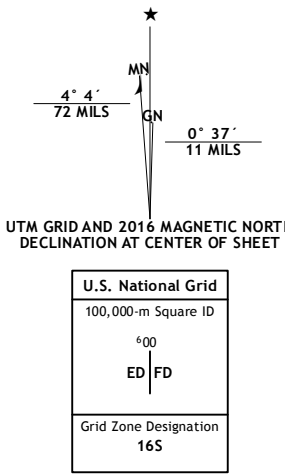 MN
GN
4° 4´
72 MILS
0° 37´
11 MILS
UTM GRID AND 2016 MAGNETIC NORTH
DECLINATION AT CENTER OF SHEET
U.S. National Grid
100,000-m Square ID
⁶00
ED FD
Grid Zone Designation
16S